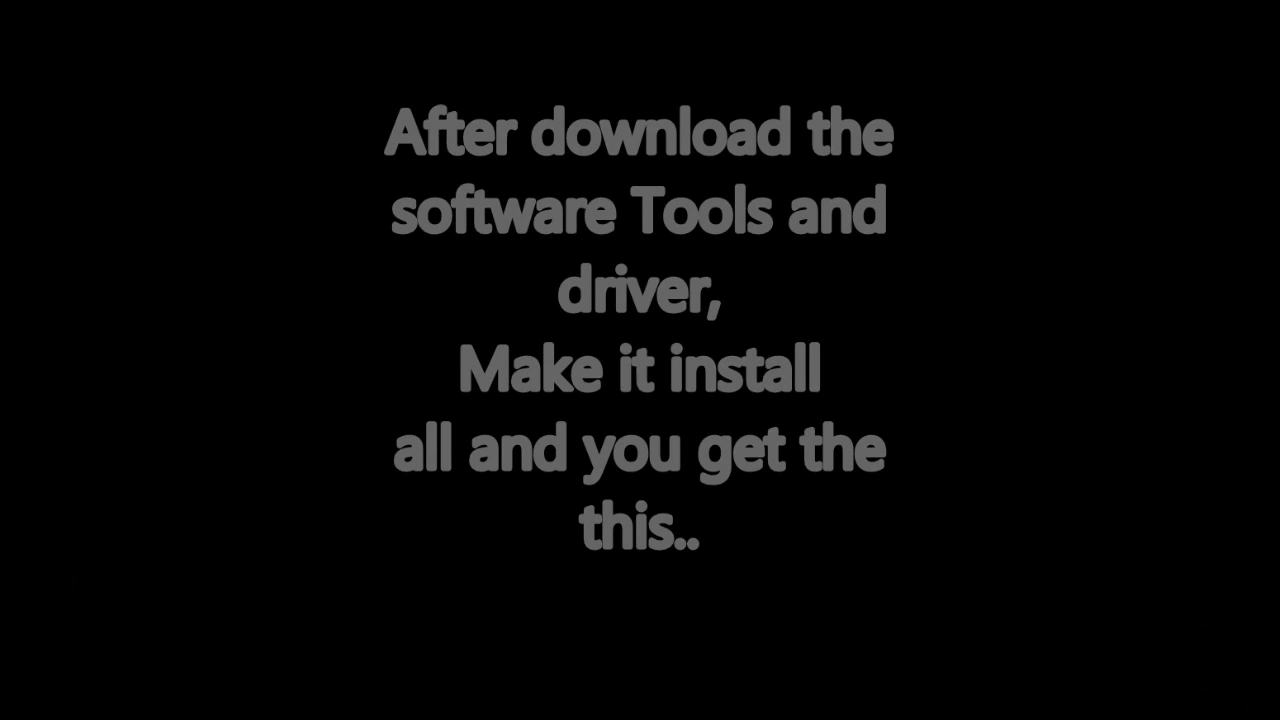 After download the
software Tools and
driver,
Make it install
all and you get the
this..